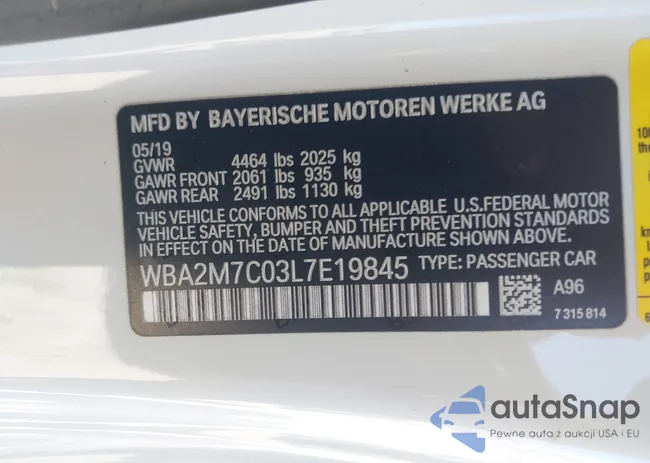 MFD BY BAYERISCHE MOTOREN WERKE AG
05/19
GVWR 4464 lbs 2025 kg
GAWR FRONT 2061 lbs 935 kg
GAWR REAR 2491 lbs 1130 kg
THIS VEHICLE CONFORMS TO ALL APPLICABLE U.S.FEDERAL MOTOR
VEHICLE SAFETY, BUMPER AND THEFT PREVENTION STANDARDS
IN EFFECT ON THE DATE OF MANUFACTURE SHOWN ABOVE.
WBA2M7C03L7E19845 TYPE: PASSENGER CAR
A96
7315814
autaSnap
Pewne auta z aukcji USA i EU